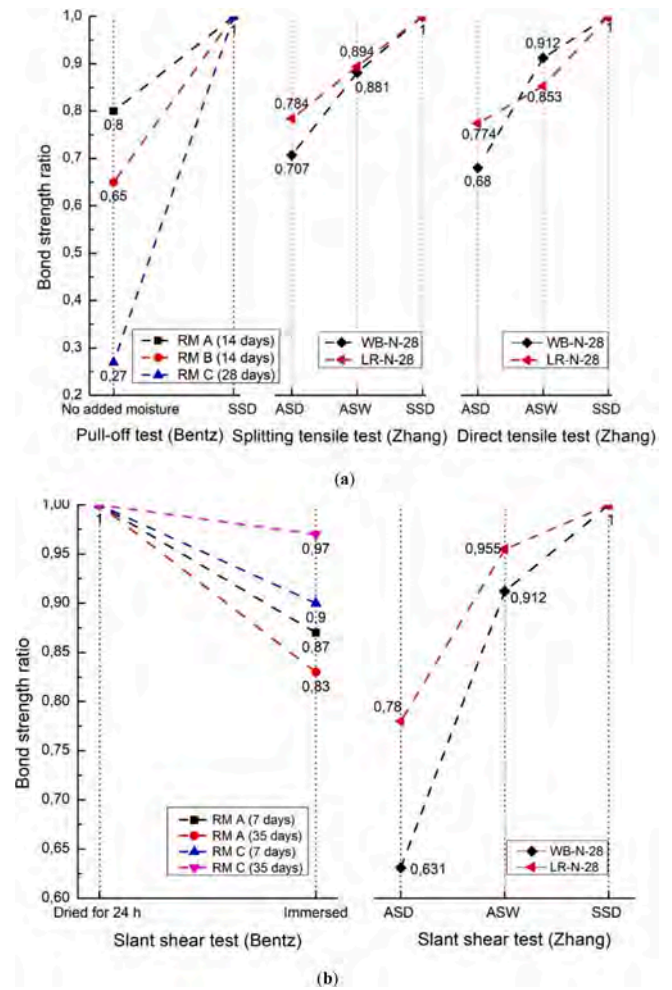 1,0
0,9
0,8
0,7
0,6
0,5
0,4
0,3
0,2
Bond strength ratio
1
0,8
0,65
0,27
RM A (14 days)
RM B (14 days)
RM C (28 days)
No added moisture SSD
Pull-off test (Bentz)
0,784
0,707
0,894
0,881
1
WB-N-28
LR-N-28
ASD ASW SSD
Splitting tensile test (Zhang)
0,774
0,68
0,912
0,853
1
WB-N-28
LR-N-28
ASD ASW SSD
Direct tensile test (Zhang)
(a)
1,00
0,95
0,90
0,85
0,80
0,75
0,70
0,65
0,60
Bond strength ratio
1
0,97
0,9
0,87
0,83
RM A (7 days)
RM A (35 days)
RM C (7 days)
RM C (35 days)
Dried for 24 h Immersed
Slant shear test (Bentz)
0,78
0,631
0,955
0,912
1
WB-N-28
LR-N-28
ASD ASW SSD
Slant shear test (Zhang)
(b)